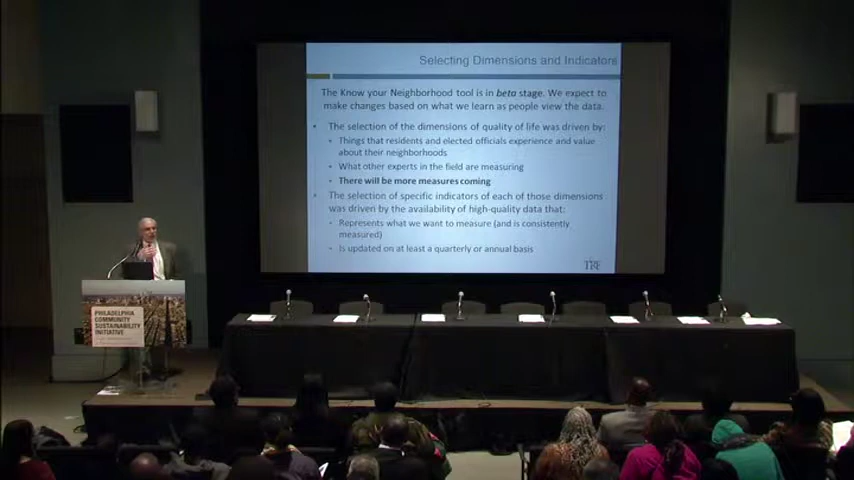 Selecting Dimensions and Indicators
The Know your Neighborhood tool is in beta stage. We expect to
make changes based on what we learn as people view the data.
• The selection of the dimensions of quality of life was driven by:
- Things that residents and elected officials experience and value
about their neighborhoods
- What other experts in the field are measuring
- There will be more measures coming
• The selection of specific indicators of each of those dimensions
was driven by the availability of high-quality data that:
- Represents what we want to measure (and is consistently
measured)
- Is updated on at least a quarterly or annual basis
TRF
PHILADELPHIA
COMMUNITY
SUSTAINABILITY
INITIATIVE